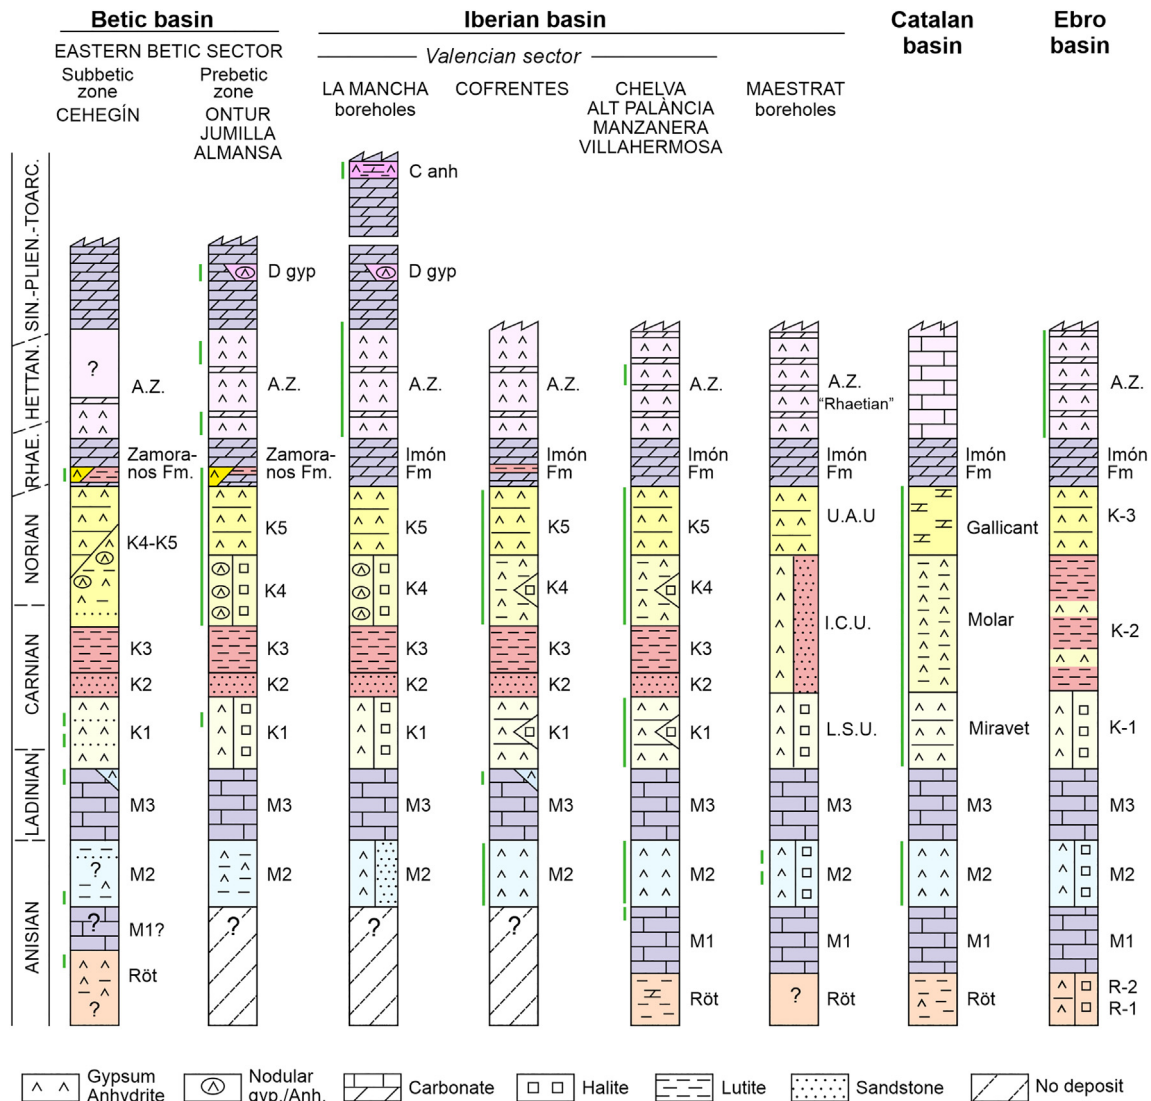 Betic basin
Iberian basin
Catalan
basin
Ebro
basin
EASTERN BETIC SECTOR
Valencian sector
Subbetic
zone
CEHEGÍN
Prebetic
zone
ONTUR
JUMILLA
ALMANSA
LA MANCHA
boreholes
COFRENTES
CHELVA
ALT PALÀNCIA
MANZANERA
VILLAHERMOSA
MAESTRAT
boreholes
SIN.-PLIEN.-TOARC.
HETTAN.
RHAE.
NORIAN
CARNIAN
LADINIAN
ANISIAN
?
A.Z.
Zamora-
nos Fm.
K4-K5
K3
K2
K1
M3
?
M2
?
M1?
Röt
?
D gyp
A.Z.
Zamora-
nos Fm.
K5
K4
K3
K2
K1
M3
M2
?
C anh
D gyp
A.Z.
Imón
Fm
K5
K4
K3
K2
K1
M3
M2
?
A.Z.
Imón
Fm
K5
K4
K3
K2
K1
M3
M2
?
A.Z.
Imón
Fm
K5
K4
K3
K2
K1
M3
M2
M1
Röt
A.Z.
"Rhaetian"
Imón
Fm
U.A.U
I.C.U.
L.S.U.
M3
M2
M1
?
Röt
Imón
Fm
Gallicant
Molar
Miravet
M3
M2
M1
Röt
A.Z.
Imón
Fm
K-3
K-2
K-1
M3
M2
M1
R-2
R-1
Gypsum
Anhydrite
Nodular
gyp./Anh.
Carbonate
Halite
Lutite
Sandstone
No deposit